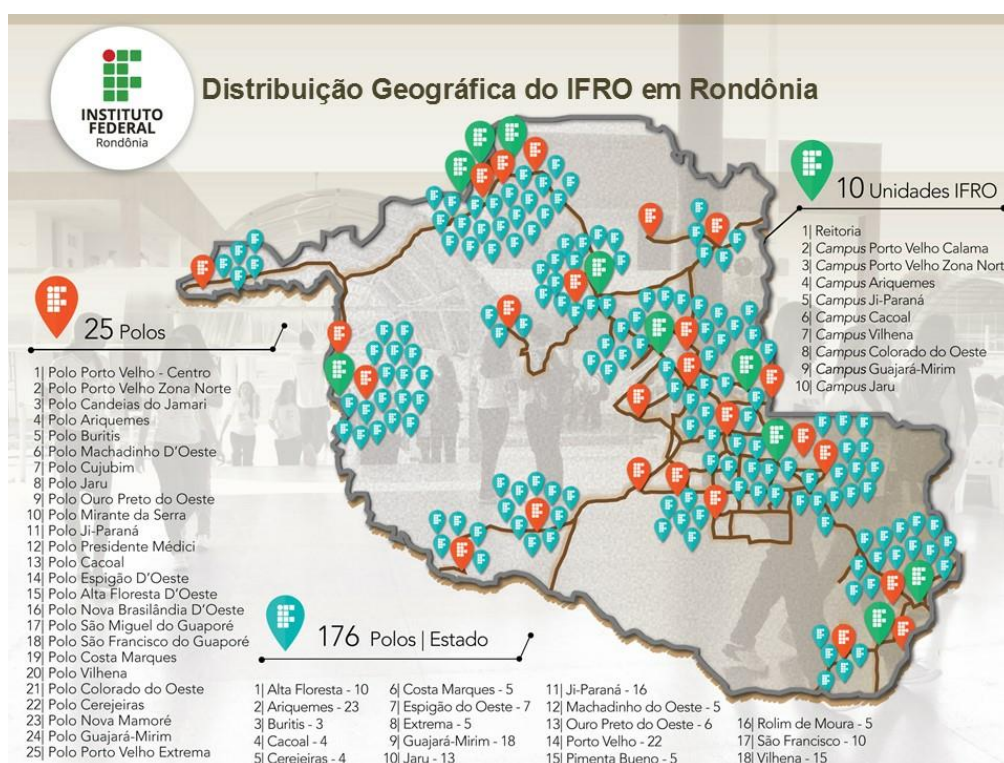 INSTITUTO
FEDERAL
Rondônia
Distribuição Geográfica do IFRO em Rondônia
10 Unidades IFRO
1| Reitoria
2| Campus Porto Velho Calama
3| Campus Porto Velho Zona Nort
4| Campus Ariquemes
5| Campus Ji-Paraná
6| Campus Cacoal
7| Campus Vilhena
8| Campus Colorado do Oeste
9| Campus Guajará-Mirim
10| Campus Jaru
25 Polos
1| Polo Porto Velho - Centro
2| Polo Porto Velho Zona Norte
3| Polo Candeias do Jamari
4| Polo Ariquemes
5| Polo Buritis
6| Polo Machadinho D'Oeste
7| Polo Cujubim
8| Polo Jaru
9| Polo Ouro Preto do Oeste
10| Polo Mirante da Serra
11| Polo Ji-Paraná
12| Polo Presidente Médici
13| Polo Cacoal
14| Polo Espigão D'Oeste
15| Polo Alta Floresta D'Oeste
16| Polo Nova Brasilândia D'Oeste
17| Polo São Miguel do Guaporé
18| Polo São Francisco do Guaporé
19| Polo Costa Marques
20| Polo Vilhena
21| Polo Colorado do Oeste
22| Polo Cerejeiras
23| Polo Nova Mamoré
24| Polo Guajará-Mirim
25| Polo Porto Velho Extrema
176 Polos | Estado
1| Alta Floresta - 10
2| Ariquemes - 23
3| Buritis - 3
4| Cacoal - 4
5| Cerejeiras - 4
6| Costa Marques - 5
7| Espigão do Oeste - 7
8| Extrema - 5
9| Guajará-Mirim - 18
10| Jaru - 13
11| Ji-Paraná - 16
12| Machadinho do Oeste - 5
13| Ouro Preto do Oeste - 6
14| Porto Velho - 22
15| Pimenta Bueno - 5
16| Rolim de Moura - 5
17| São Francisco - 10
18| Vilhena - 15